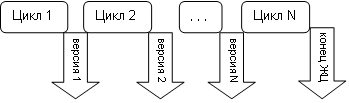 Цикл 1
Цикл 2
. . .
Цикл N
версия 1
версия 2
версия N
конец ЖЦ